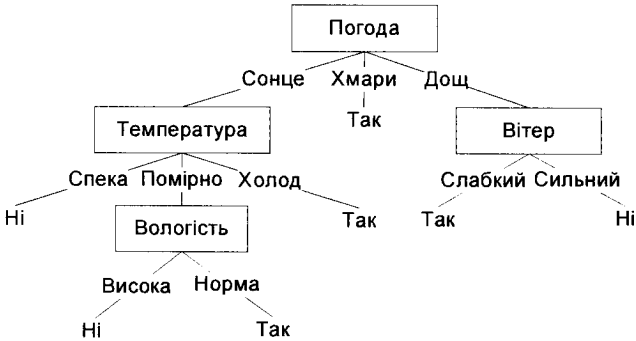 Погода
Сонце Хмари Дощ
Так
Температура Вітер
Спека Помірно Холод Слабкий Сильний
Ні Так Так Ні
Вологість
Висока Норма
Ні Так